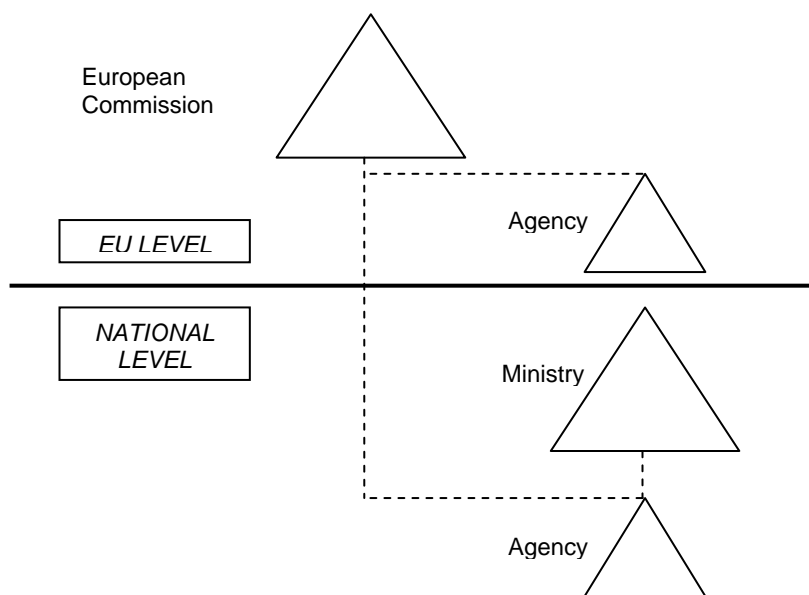 European
Commission
Agency
EU LEVEL
NATIONAL
LEVEL
Ministry
Agency